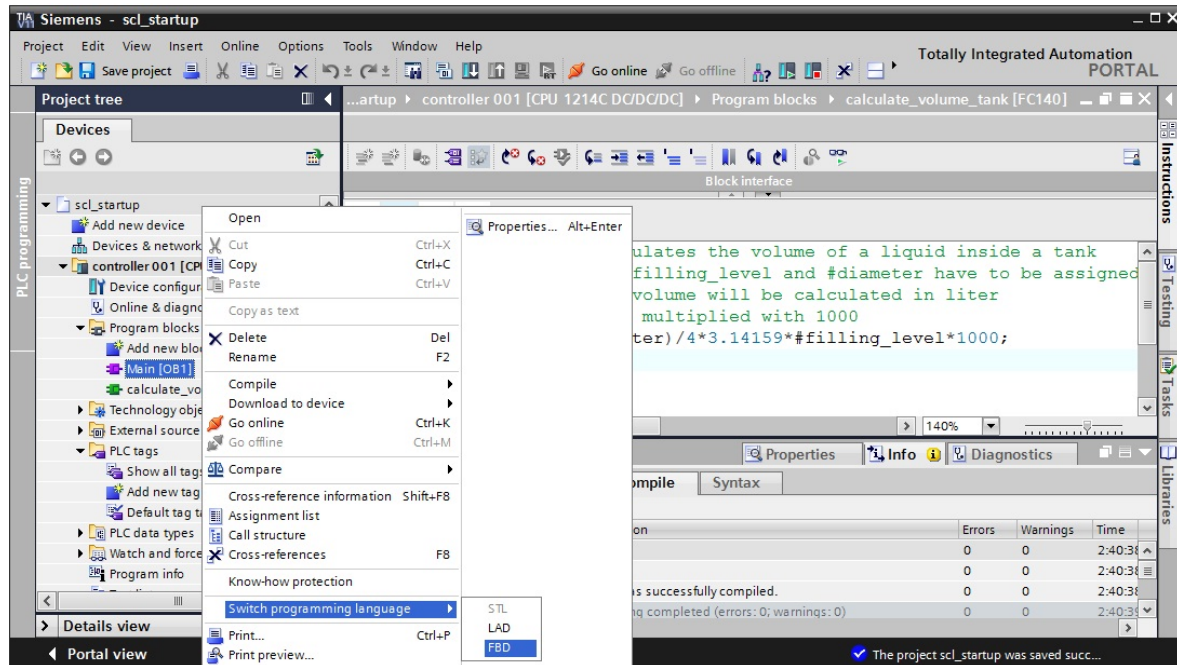 Siemens - scl_startup
Project Edit View Insert Online Options Tools Window Help
Totally Integrated Automation
PORTAL
Save project
Go online
Go offline
Project tree
...artup › controller 001 [CPU 1214C DC/DC/DC] › Program blocks › calculate_volume_tank [FC140]
Devices
Block interface
PLC programming
scl_startup
Add new device
Devices & network
controller 001 [CP
Device configur
Online & diagno
Program blocks
Add new blo
Main [OB1]
calculate_vo
Technology obje
External source
PLC tags
Show all tag
Add new tag
Default tag t
PLC data types
Watch and force
Program info
Details view
Portal view
Open
Cut Ctrl+X
Copy Ctrl+C
Paste Ctrl+V
Copy as text
Delete Del
Rename F2
Compile
Download to device
Go online Ctrl+K
Go offline Ctrl+M
Compare
Cross-reference information Shift+F8
Assignment list
Call structure
Cross-references F8
Know-how protection
Switch programming language
Print... Ctrl+P
Print preview...
Properties... Alt+Enter
STL
LAD
FBD
ulates the volume of a liquid inside a tank
filling_level and #diameter have to be assigned
volume will be calculated in liter
multiplied with 1000
ter)/4*3.14159*#filling_level*1000;
140%
Properties Info Diagnostics
ompile Syntax
on Errors Warnings Time
0 0 2:40:38
0 0 2:40:38
is successfully compiled. 0 0 2:40:38
ng completed (errors: 0; warnings: 0) 0 0 2:40:39
The project scl_startup was saved succ...
Instructions
Testing
Tasks
Libraries